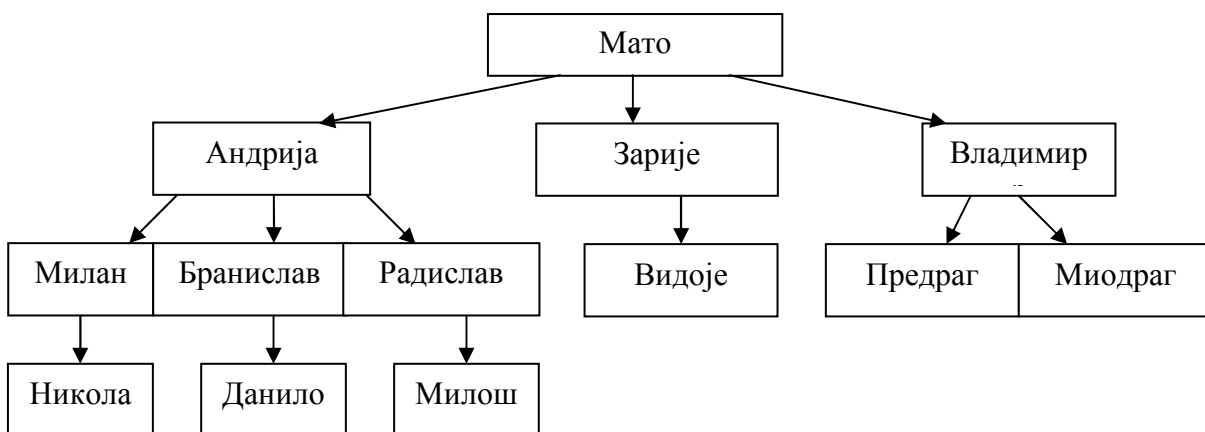 Мато
Андрија
Зарије
Владимир
Милан
Бранислав
Радислав
Видоје
Предраг
Миодраг
Никола
Данило
Милош